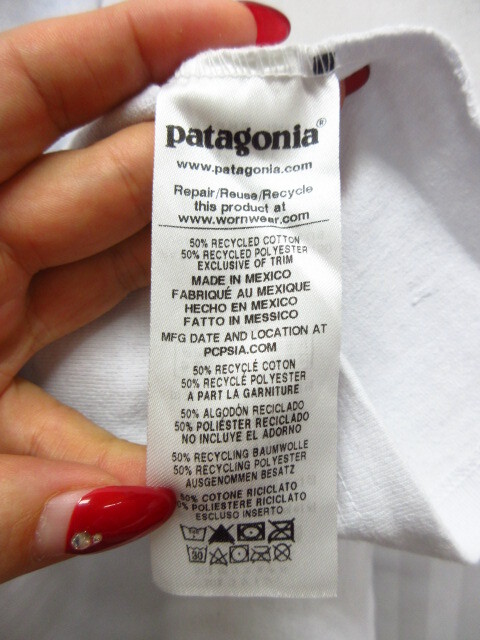 patagonia®
www.patagonia.com
Repair/Reuse/Recycle
this product at
www.wornwear.com
50% RECYCLED COTTON
50% RECYCLED POLYESTER
EXCLUSIVE OF TRIM
MADE IN MEXICO
FABRIQUÉ AU MEXIQUE
HECHO EN MEXICO
FATTO IN MESSICO
MFG DATE AND LOCATION AT
PCPSIA.COM
50% RECYCLÉ COTON
50% RECYCLÉ POLYESTER
A PART LA GARNITURE
50% ALGODÓN RECICLADO
50% POLIÉSTER RECICLADO
NO INCLUYE EL ADORNO
50% RECYCLING BAUMWOLLE
50% RECYCLING POLYESTER
AUSGENOMMEN BESATZ
50% COTONE RICICLATO
% POLIESTERE RICICLATO
ESCLUSO INSERTO
30